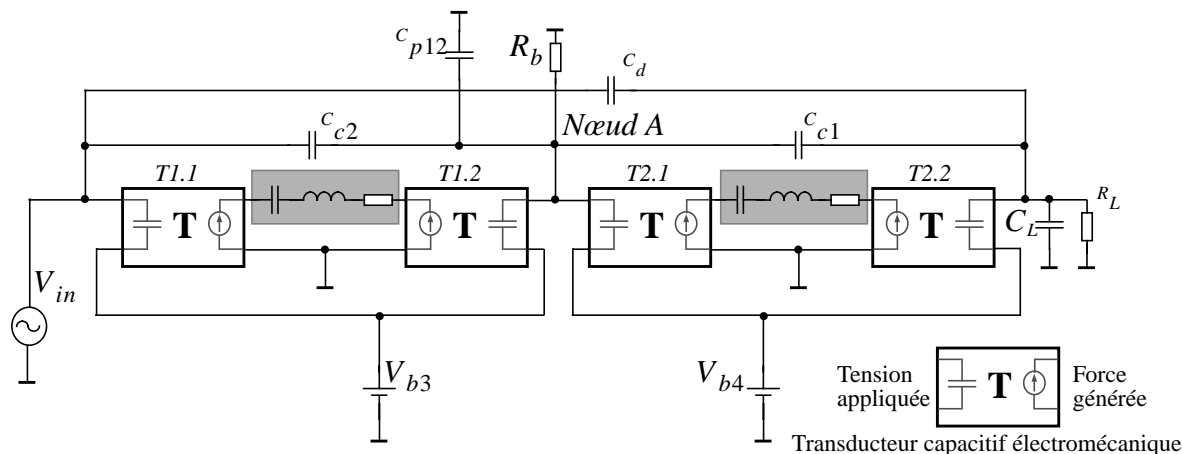 C p12
R b
C d
Nœud A
C c2
C c1
T1.1
T1.2
T2.1
T2.2
T
T
T
T
C L
R L
V in
V b3
V b4
Tension
appliquée
T
Force
générée
Transducteur capacitif électromécanique